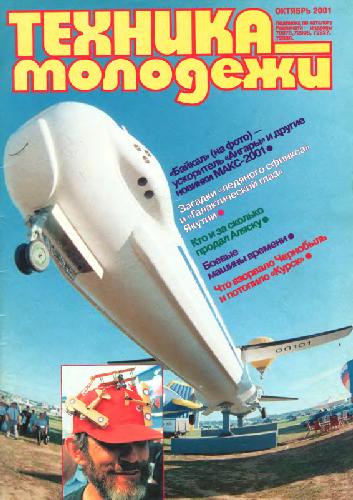 ОКТЯБРЬ 2001
ТЕХНИКА
МОЛОДЕЖИ
«Байкал» (на фото) —
ускоритель «Ангары» и другие
новинки МАКС-2001
Загадки «ледяного сфинкса»
и «Галактический глаз»
Якутии
Кто и за сколько
продал Аляску
Боевые
машины времени
Что взорвало Чернобыль
и потопило «Курск»
00101